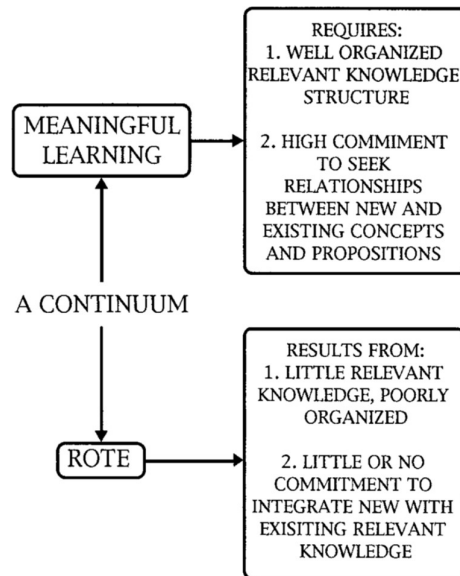 MEANINGFUL
LEARNING
REQUIRES:
1. WELL ORGANIZED
RELEVANT KNOWLEDGE
STRUCTURE
2. HIGH COMMIMENT
TO SEEK
RELATIONSHIPS
BETWEEN NEW AND
EXISTING CONCEPTS
AND PROPOSITIONS
A CONTINUUM
ROTE
RESULTS FROM:
1. LITTLE RELEVANT
KNOWLEDGE, POORLY
ORGANIZED
2. LITTLE OR NO
COMMITMENT TO
INTEGRATE NEW WITH
EXISITING RELEVANT
KNOWLEDGE